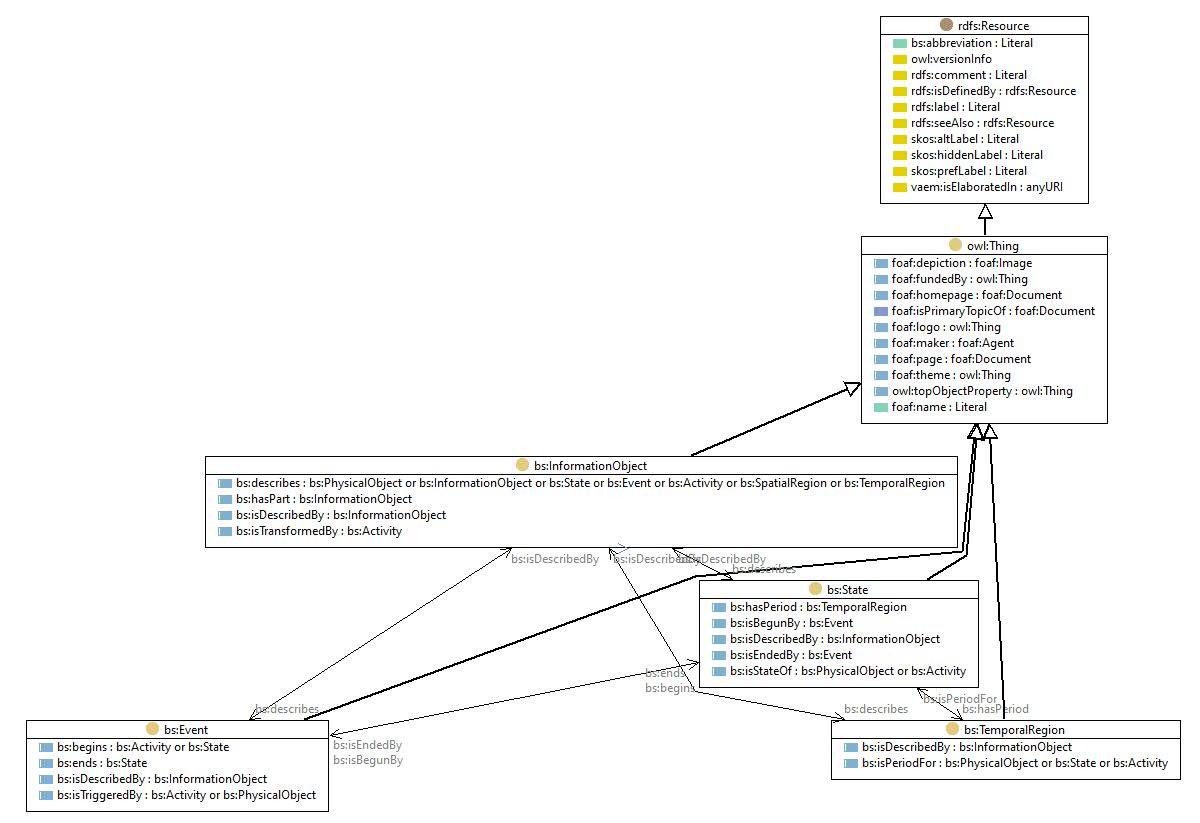 rdfs:Resource
bs:abbreviation : Literal
owl:versionInfo
rdfs:comment : Literal
rdfs:isDefinedBy : rdfs:Resource
rdfs:label : Literal
rdfs:seeAlso : rdfs:Resource
skos:altLabel : Literal
skos:hiddenLabel : Literal
skos:prefLabel : Literal
vaem:isElaboratedIn : anyURI
owl:Thing
foaf:depiction : foaf:Image
foaf:fundedBy : owl:Thing
foaf:homepage : foaf:Document
foaf:isPrimaryTopicOf : foaf:Document
foaf:logo : owl:Thing
foaf:maker : foaf:Agent
foaf:page : foaf:Document
foaf:theme : owl:Thing
owl:topObjectProperty : owl:Thing
foaf:name : Literal
bs:InformationObject
bs:describes : bs:PhysicalObject or bs:InformationObject or bs:State or bs:Event or bs:Activity or bs:SpatialRegion or bs:TemporalRegion
bs:hasPart : bs:InformationObject
bs:isDescribedBy : bs:InformationObject
bs:isTransformedBy : bs:Activity
bs:isDescribedBy
bs:isDescribedBy
bs:isDescribedBy
bs:describes
bs:State
bs:hasPeriod : bs:TemporalRegion
bs:isBegunBy : bs:Event
bs:isDescribedBy : bs:InformationObject
bs:isEndedBy : bs:Event
bs:isStateOf : bs:PhysicalObject or bs:Activity
bs:ends
bs:begins
bs:isPeriodFor
bs:hasPeriod
bs:describes
bs:describes
bs:Event
bs:begins : bs:Activity or bs:State
bs:ends : bs:State
bs:isDescribedBy : bs:InformationObject
bs:isTriggeredBy : bs:Activity or bs:PhysicalObject
bs:isEndedBy
bs:isBegunBy
bs:TemporalRegion
bs:isDescribedBy : bs:InformationObject
bs:isPeriodFor : bs:PhysicalObject or bs:State or bs:Activity